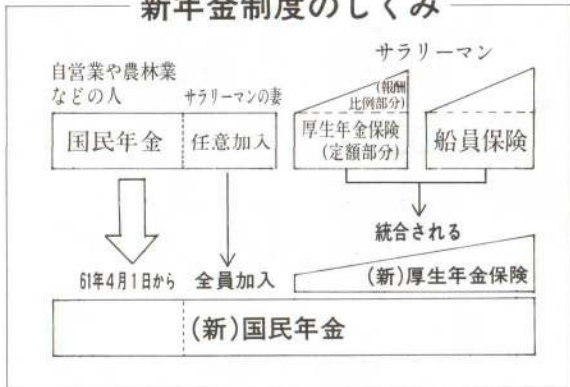 新年金制度のしくみ
サラリーマン
自営業や農林業
などの人
サラリーマンの妻
国民年金
任意加入
(報酬
比例部分)
厚生年金保険
(定額部分)
船員保険
統合される
61年4月1日から
全員加入
(新)厚生年金保険
(新)国民年金